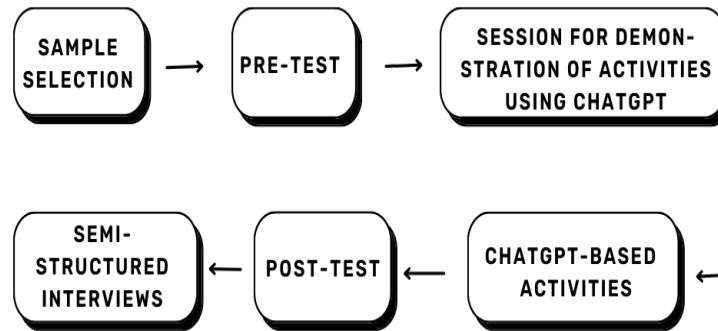 SAMPLE
SELECTION
PRE-TEST
SESSION FOR DEMON-
STRATION OF ACTIVITIES
USING CHATGPT
CHATGPT-BASED
ACTIVITIES
POST-TEST
SEMI-
STRUCTURED
INTERVIEWS